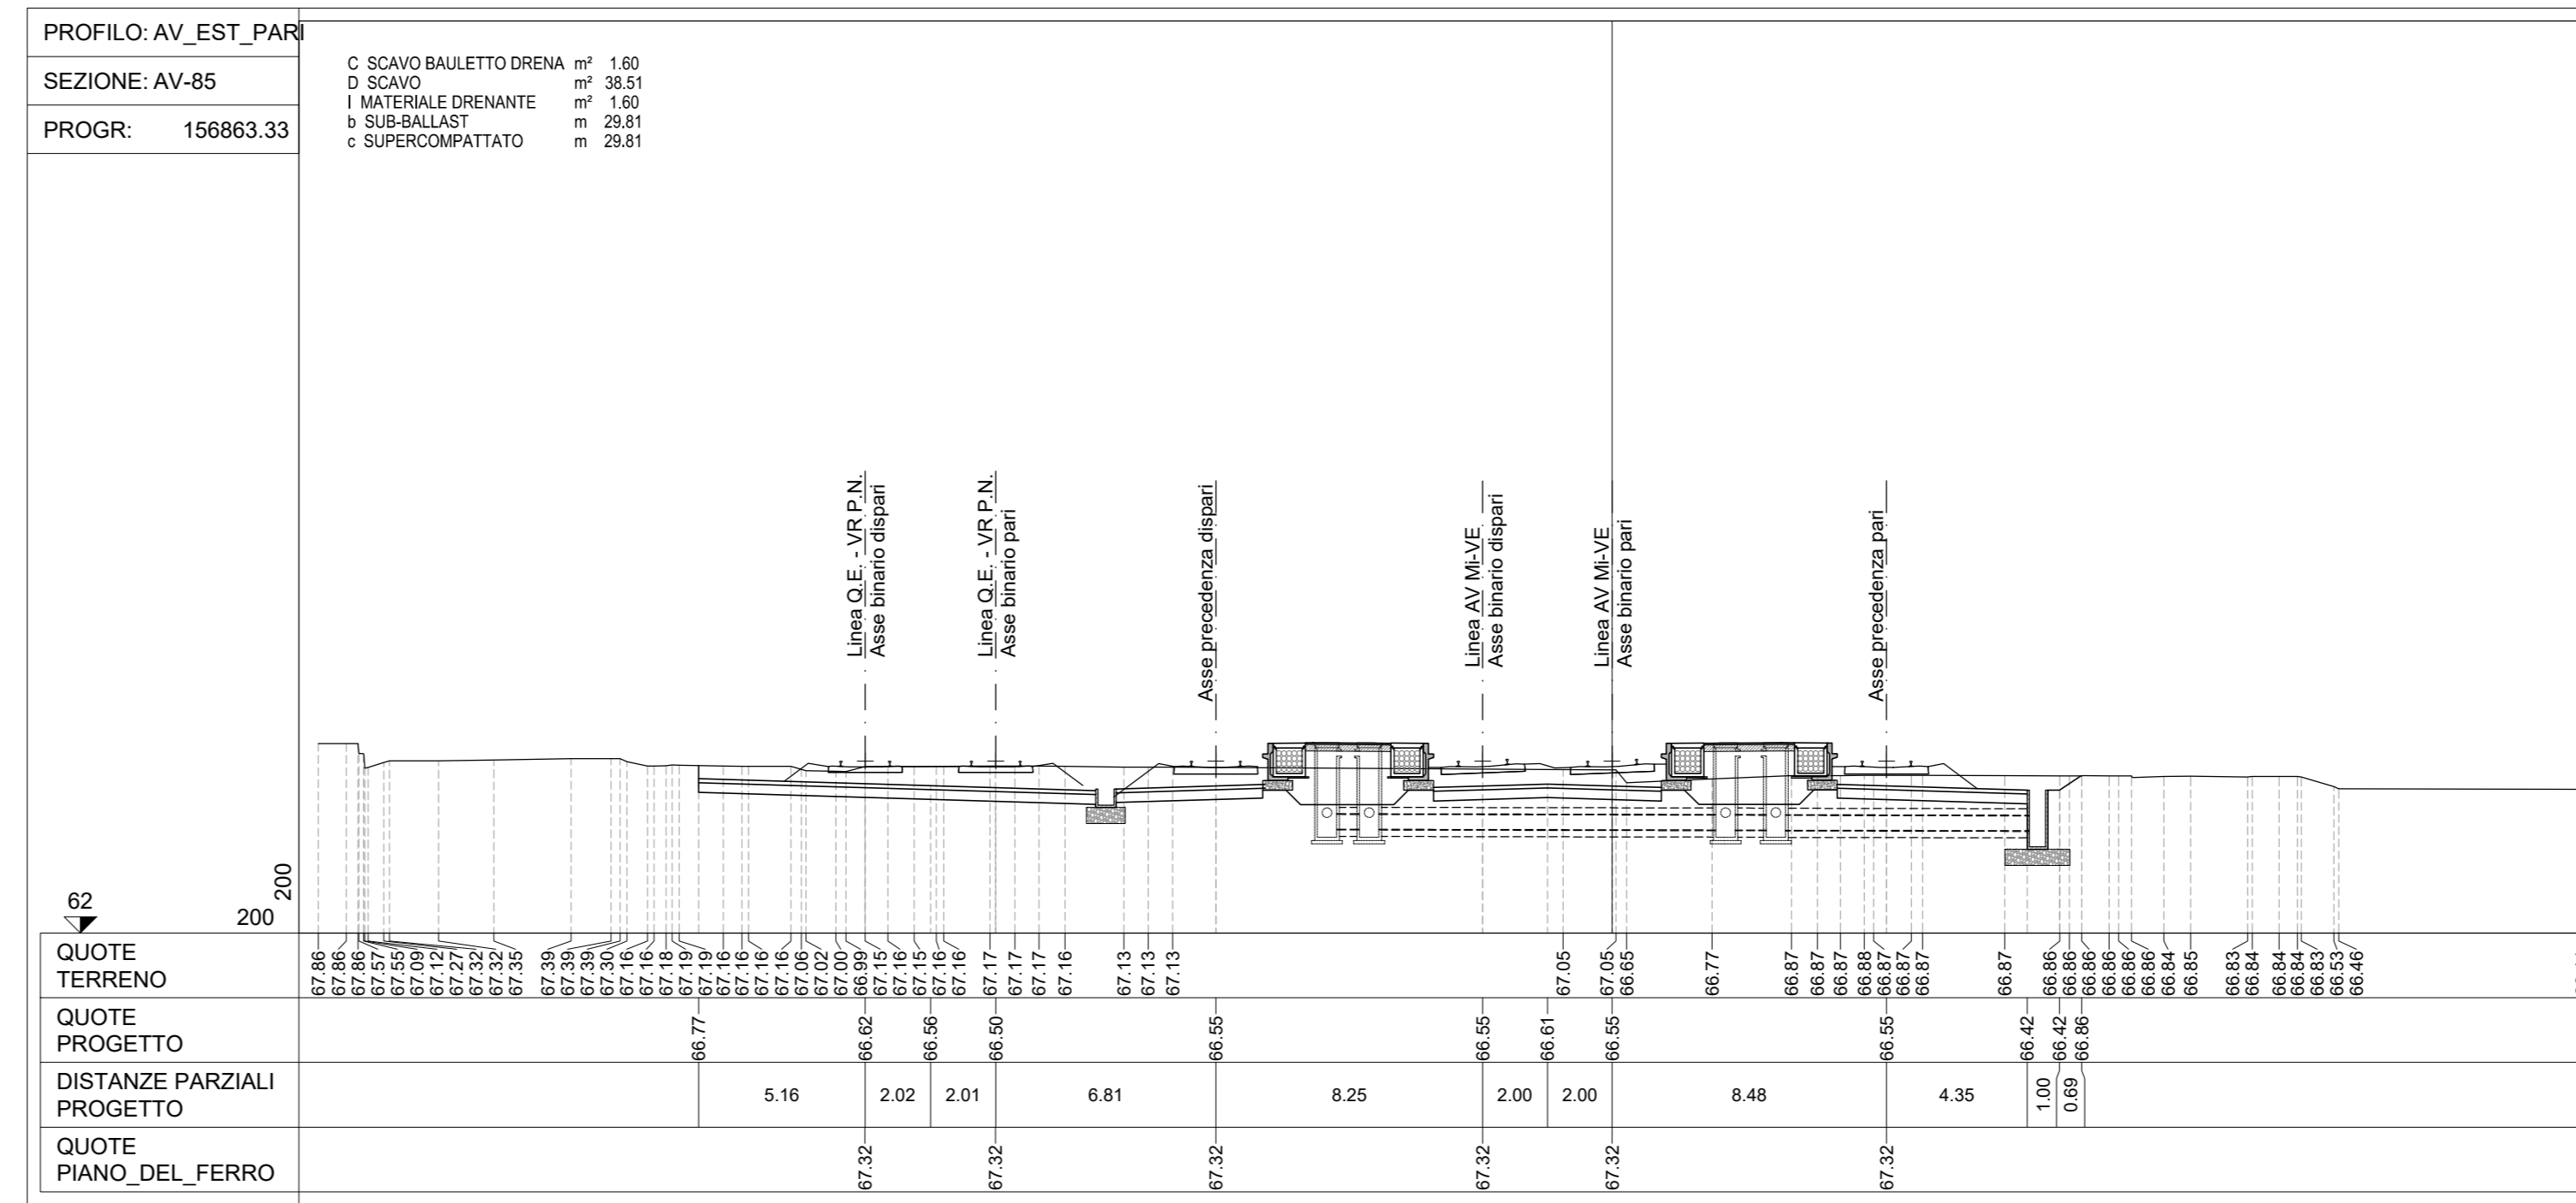 PROFILO: AV_EST_PARI
SEZIONE: AV-85
PROGR: 156863.33
C SCAVO BAULETTO DRENA m² 1.60
D SCAVO m² 38.51
I MATERIALE DRENANTE m² 1.60
b SUB-BALLAST m 29.81
c SUPERCOMPATTATO m 29.81
Linea Q.E. - VR P.N.
Asse binario dispari
Linea Q.E. - VR P.N.
Asse binario pari
Asse precedenza dispari
Linea AV Mi-VE
Asse binario dispari
Linea AV Mi-VE
Asse binario pari
Asse precedenza pari
62
200
200
QUOTE
TERRENO
67.86 67.86 67.86 67.57 67.55 67.09 67.12 67.27 67.32 67.32 67.35 67.39 67.39 67.39 67.30 67.16 67.16 67.18 67.19 67.19 67.16 67.16 67.16 67.16 67.06 67.02 67.00 66.99 67.15 67.16 67.15 67.16 67.16 67.17 67.17 67.17 67.16 67.13 67.13 67.13 67.05 67.05 66.65 66.77 66.87 66.87 66.87 66.88 66.87 66.87 66.87 66.87 66.86 66.86 66.86 66.86 66.86 66.86 66.84 66.85 66.83 66.84 66.84 66.84 66.83 66.53 66.46
QUOTE
PROGETTO
66.77 66.62 66.56 66.50 66.55 66.55 66.61 66.55 66.55 66.42 66.42 66.86
DISTANZE PARZIALI
PROGETTO
5.16 2.02 2.01 6.81 8.25 2.00 2.00 8.48 4.35 1.00 0.69
QUOTE
PIANO_DEL_FERRO
67.32 67.32 67.32 67.32 67.32 67.32